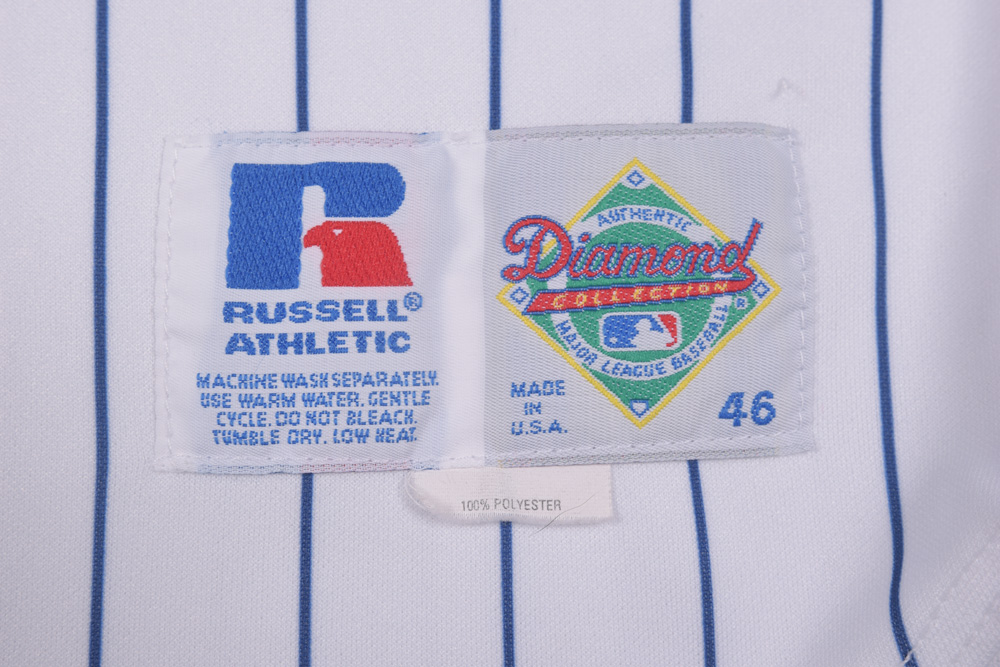 RUSSELL®
ATHLETIC
MACHINE WASH SEPARATELY.
USE WARM WATER. GENTLE
CYCLE. DO NOT BLEACH.
TUMBLE DRY. LOW HEAT.
AUTHENTIC
Diamond
COLLECTION
®
MAJOR LEAGUE BASEBALL
MADE
IN
U.S.A.
46
100% POLYESTER